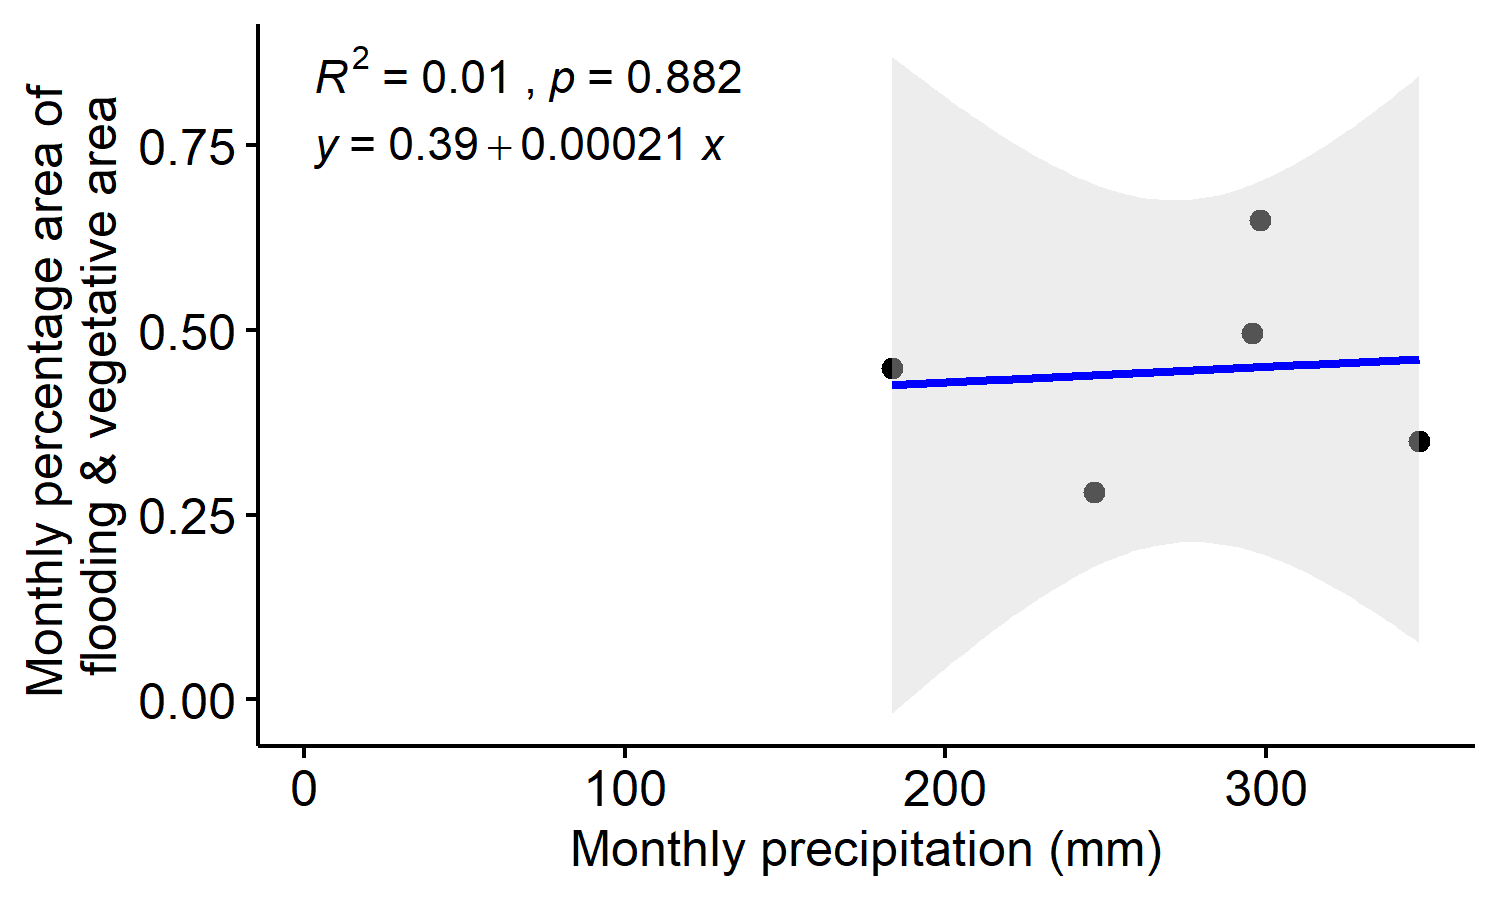 R² = 0.01 , p = 0.882
y = 0.39 + 0.00021 x
Monthly percentage area of
flooding & vegetative area
0.75
0.50
0.25
0.00
0
100
200
300
Monthly precipitation (mm)